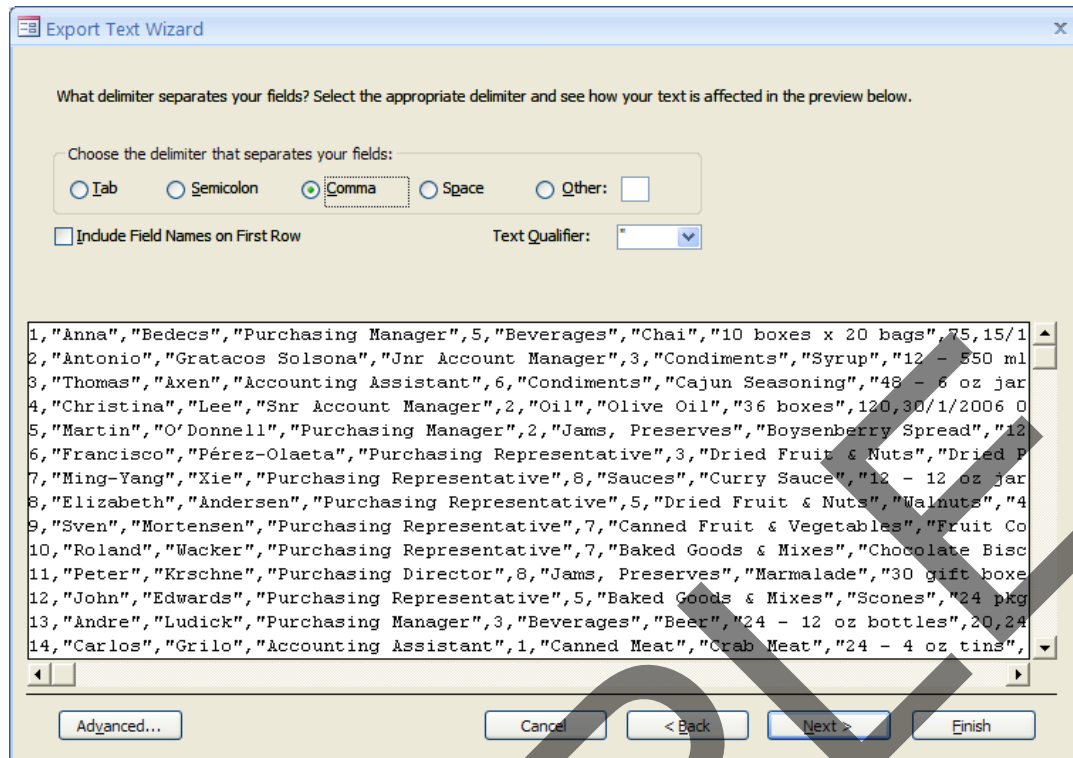 Export Text Wizard
What delimiter separates your fields? Select the appropriate delimiter and see how your text is affected in the preview below.
Choose the delimiter that separates your fields:
Tab Semicolon Comma Space Other:
Include Field Names on First Row Text Qualifier: "
1,"Anna","Bedecs","Purchasing Manager",5,"Beverages","Chai","10 boxes x 20 bags",75,15/1
2,"Antonio","Gratacos Solsona","Jnr Account Manager",3,"Condiments","Syrup","12 - 550 ml
3,"Thomas","Axen","Accounting Assistant",6,"Condiments","Cajun Seasoning","48 - 6 oz jar
4,"Christina","Lee","Snr Account Manager",2,"Oil","Olive Oil","36 boxes",120,30/1/2006 0
5,"Martin","O'Donnell","Purchasing Manager",2,"Jams, Preserves","Boysenberry Spread","12
6,"Francisco","Pérez-Olaeta","Purchasing Representative",3,"Dried Fruit & Nuts","Dried P
7,"Ming-Yang","Xie","Purchasing Representative",8,"Sauces","Curry Sauce","12 - 12 oz jar
8,"Elizabeth","Andersen","Purchasing Representative",5,"Dried Fruit & Nuts","Walnuts","4
9,"Sven","Mortensen","Purchasing Representative",7,"Canned Fruit & Vegetables","Fruit Co
10,"Roland","Wacker","Purchasing Representative",7,"Baked Goods & Mixes","Chocolate Bisc
11,"Peter","Krschne","Purchasing Director",8,"Jams, Preserves","Marmalade","30 gift boxe
12,"John","Edwards","Purchasing Representative",5,"Baked Goods & Mixes","Scones","24 pkg
13,"Andre","Ludick","Purchasing Manager",3,"Beverages","Beer","24 - 12 oz bottles",20,24
14,"Carlos","Grilo","Accounting Assistant",1,"Canned Meat","Crab Meat","24 - 4 oz tins",
Advanced... Cancel < Back Next > Finish